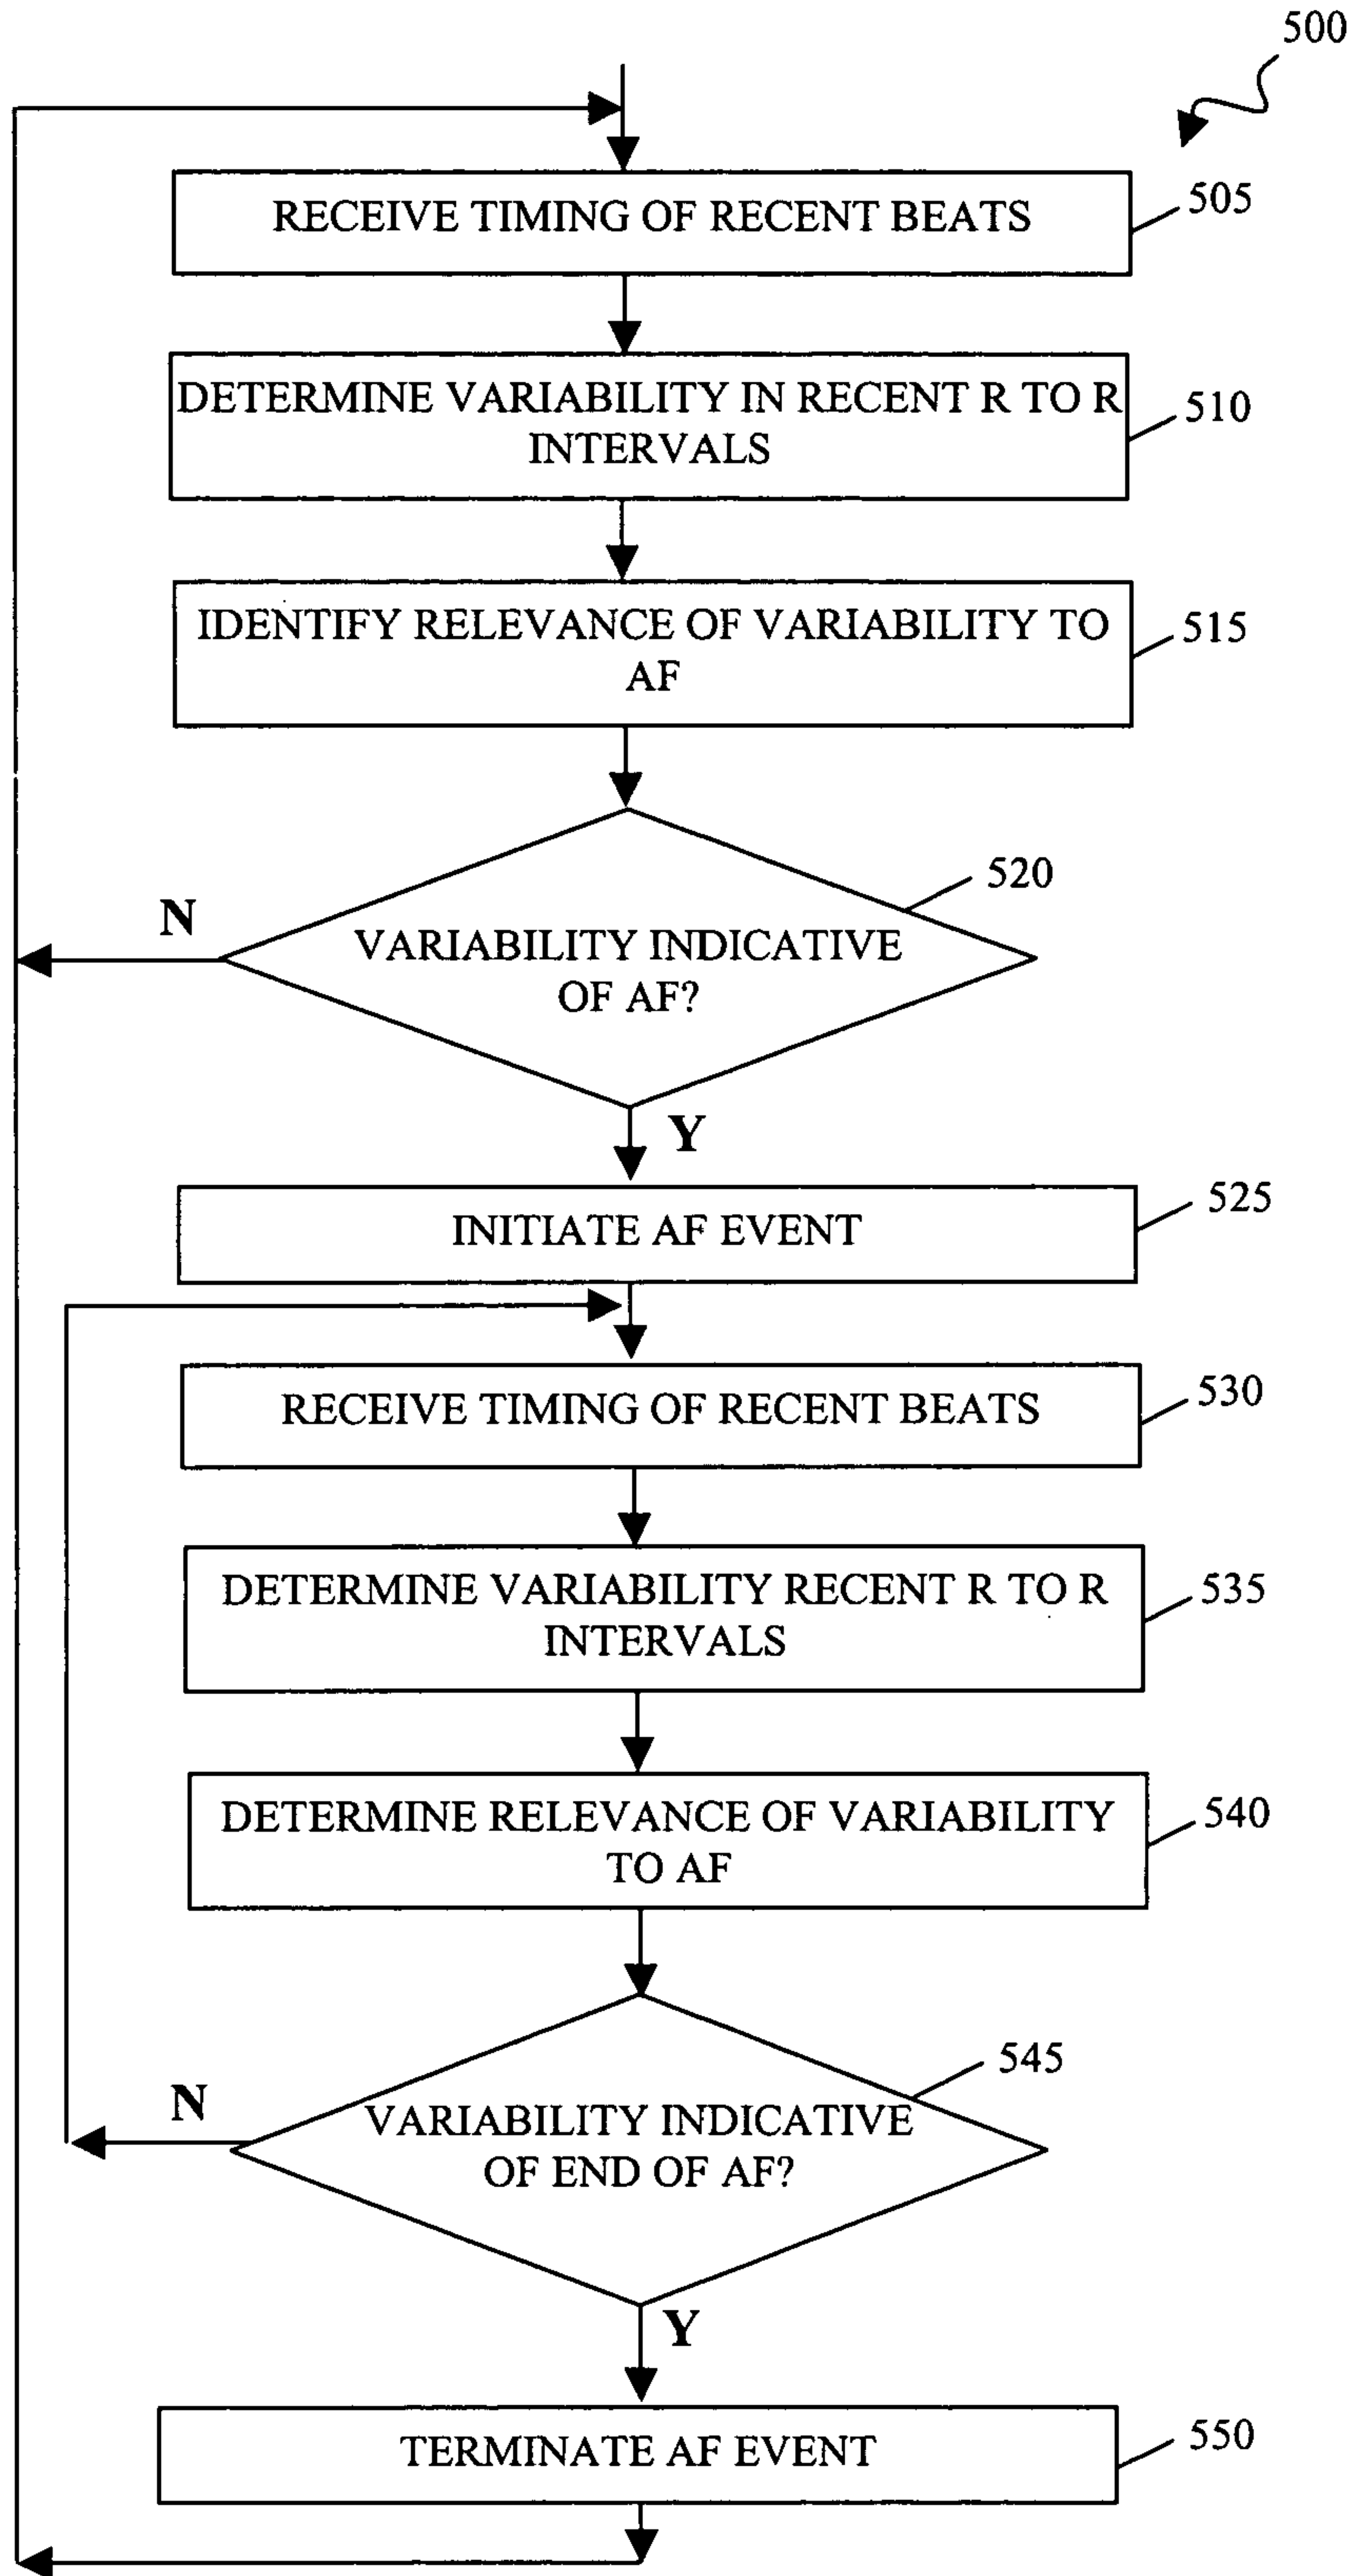 500
RECEIVE TIMING OF RECENT BEATS
505
DETERMINE VARIABILITY IN RECENT R TO R
INTERVALS
510
IDENTIFY RELEVANCE OF VARIABILITY TO
AF
515
520
N
VARIABILITY INDICATIVE
OF AF?
Y
INITIATE AF EVENT
525
RECEIVE TIMING OF RECENT BEATS
530
DETERMINE VARIABILITY RECENT R TO R
INTERVALS
535
DETERMINE RELEVANCE OF VARIABILITY
TO AF
540
545
N
VARIABILITY INDICATIVE
OF END OF AF?
Y
TERMINATE AF EVENT
550